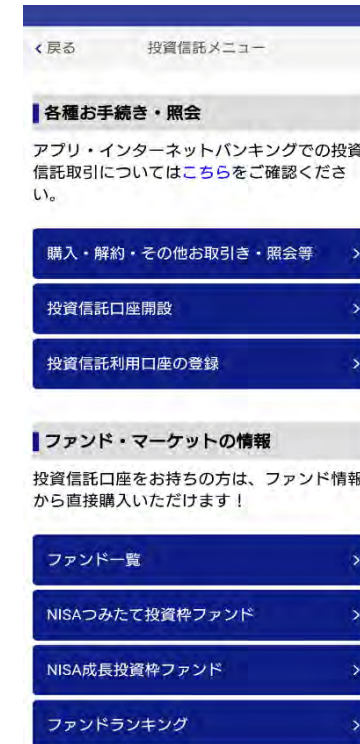 戻る 投資信託メニュー
各種お手続き・照会
アプリ・インターネットバンキングでの投資
信託取引についてはこちらをご確認くださ
い。
購入・解約・その他お取引き・照会等
投資信託口座開設
投資信託利用口座の登録
ファンド・マーケットの情報
投資信託口座をお持ちの方は、ファンド情報
から直接購入いただけます！
ファンド一覧
NISAつみたて投資枠ファンド
NISA成長投資枠ファンド
ファンドランキング